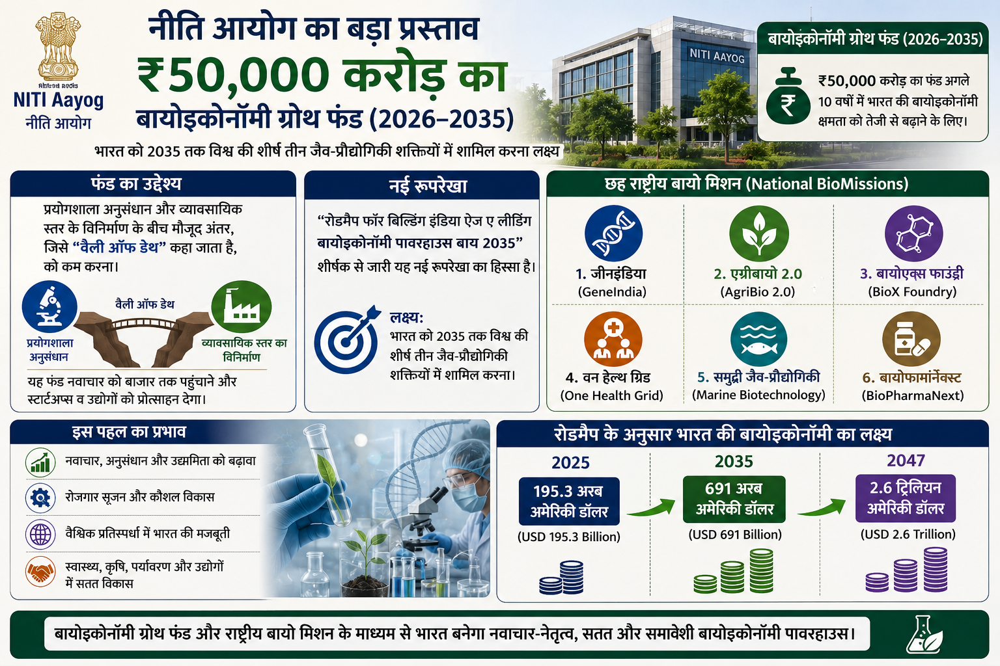 नीति आयोग का बड़ा प्रस्ताव
₹50,000 करोड़ का
बायोइकोनॉमी ग्रोथ फंड (2026–2035)
भारत को 2035 तक विश्व की शीर्ष तीन जैव-प्रौद्योगिकी शक्तियों में शामिल करना लक्ष्य
NITI Aayog
नीति आयोग
NITI AAYOG
बायोइकोनॉमी ग्रोथ फंड (2026–2035)
₹50,000 करोड़ का फंड अगले
10 वर्षों में भारत की बायोइकोनॉमी
क्षमता को तेजी से बढ़ाने के लिए।
₹
फंड का उद्देश्य
प्रयोगशाला अनुसंधान और व्यावसायिक
स्तर के विनिर्माण के बीच मौजूद अंतर,
जिसे “वैली ऑफ डेथ” कहा जाता है,
को कम करना।
वैली ऑफ डेथ
प्रयोगशाला
अनुसंधान
व्यावसायिक स्तर का
विनिर्माण
यह फंड नवाचार को बाजार तक पहुंचाने और
स्टार्टअप्स व उद्योगों को प्रोत्साहन देगा।
नई रूपरेखा
“रोडमैप फॉर बिल्डिंग इंडिया ऐज ए लीडिंग
बायोइकोनॉमी पावरहाउस बाय 2035”
शीर्षक से जारी यह नई रूपरेखा का हिस्सा है।
लक्ष्य:
भारत को 2035 तक विश्व की
शीर्ष तीन जैव-प्रौद्योगिकी
शक्तियों में शामिल करना।
छह राष्ट्रीय बायो मिशन (National BioMissions)
1. जीनइंडिया
(GeneIndia)
2. एग्रीबायो 2.0
(AgriBio 2.0)
3. बायोएक्स फाउंड्री
(BioX Foundry)
4. वन हेल्थ ग्रिड
(One Health Grid)
5. समुद्री जैव-प्रौद्योगिकी
(Marine Biotechnology)
6. बायोफार्मानेक्स्ट
(BioPharmaNext)
इस पहल का प्रभाव
नवाचार, अनुसंधान और उद्यमिता को बढ़ावा
रोजगार सृजन और कौशल विकास
वैश्विक प्रतिस्पर्धा में भारत की मजबूती
स्वास्थ्य, कृषि, पर्यावरण और उद्योगों
में सतत विकास
रोडमैप के अनुसार भारत की बायोइकोनॉमी का लक्ष्य
2025
195.3 अरब
अमेरिकी डॉलर
(USD 195.3 Billion)
2035
691 अरब
अमेरिकी डॉलर
(USD 691 Billion)
2047
2.6 ट्रिलियन
अमेरिकी डॉलर
(USD 2.6 Trillion)
बायोइकोनॉमी ग्रोथ फंड और राष्ट्रीय बायो मिशन के माध्यम से भारत बनेगा नवाचार-नेतृत्व, सतत और समावेशी बायोइकोनॉमी पावरहाउस।